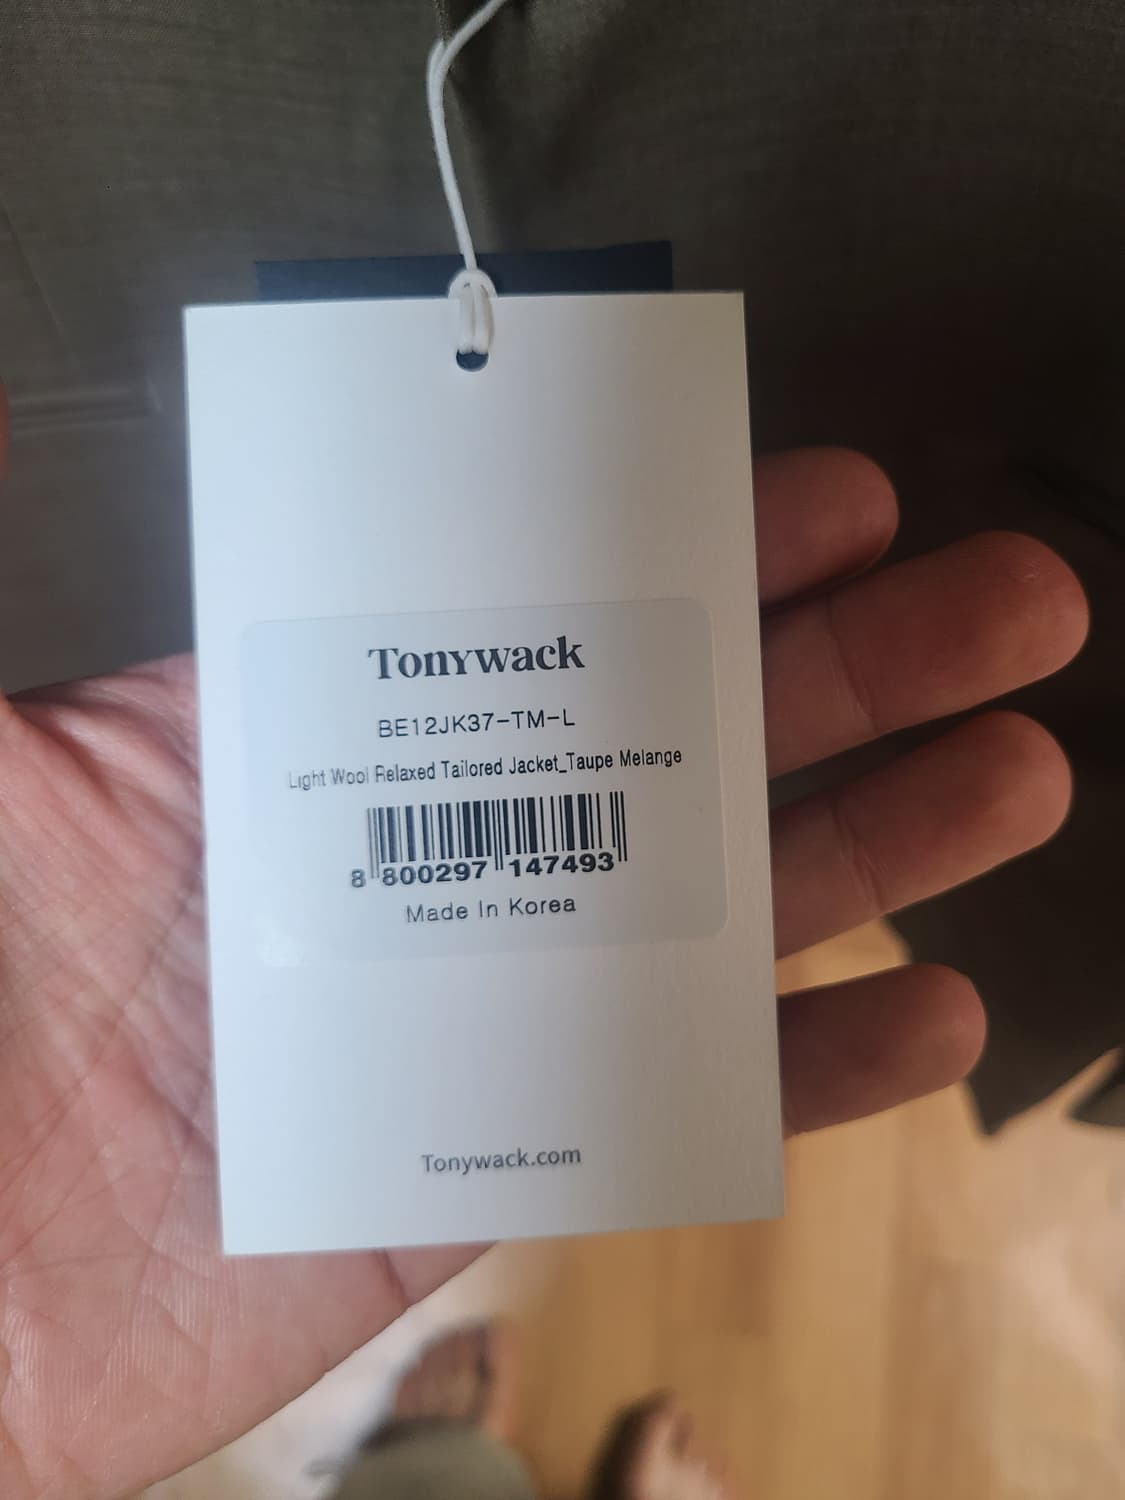 Tonywack
BE12JK37-TM-L
Light Wool Relaxed Tailored Jacket_Taupe Melange
8 800297 147493
Made In Korea
Tonywack.com